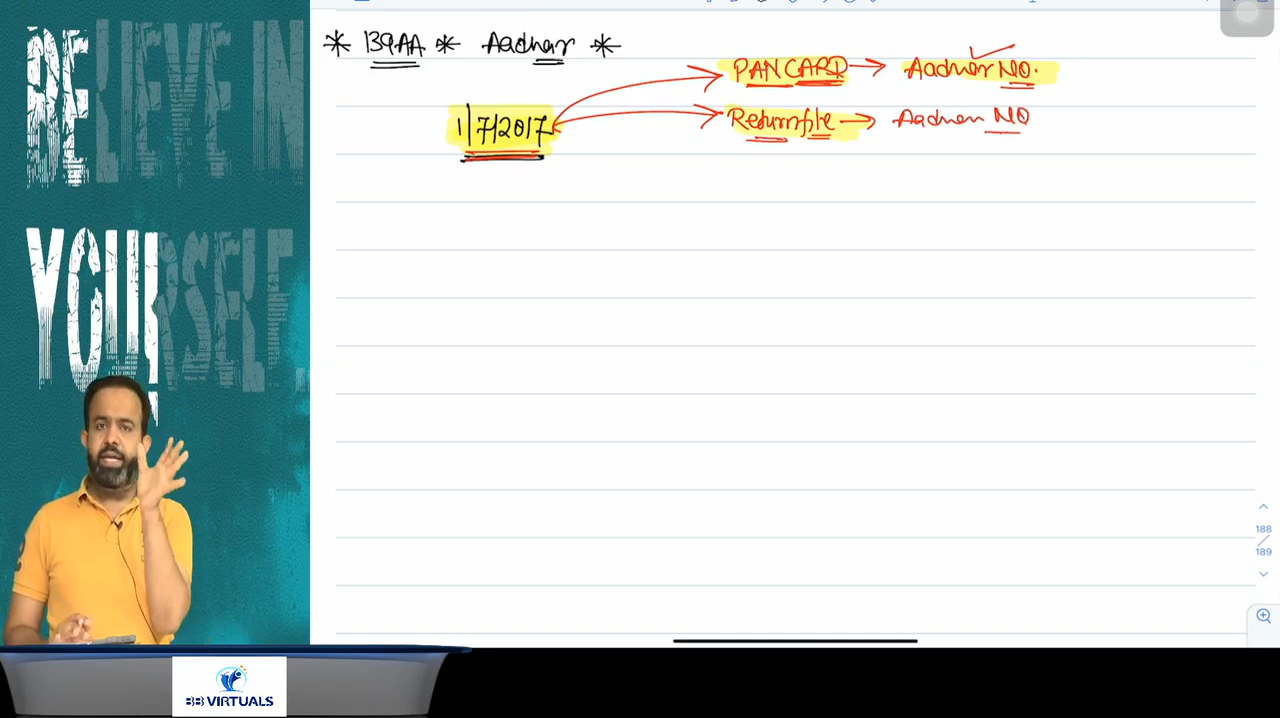 BELIEVE IN
YOURSELF.
* 139AA * Aadhar *
PAN CARD → Aadhar NO.
1/7/2017
Return file → Aadhar NO
188
189
BB VIRTUALS